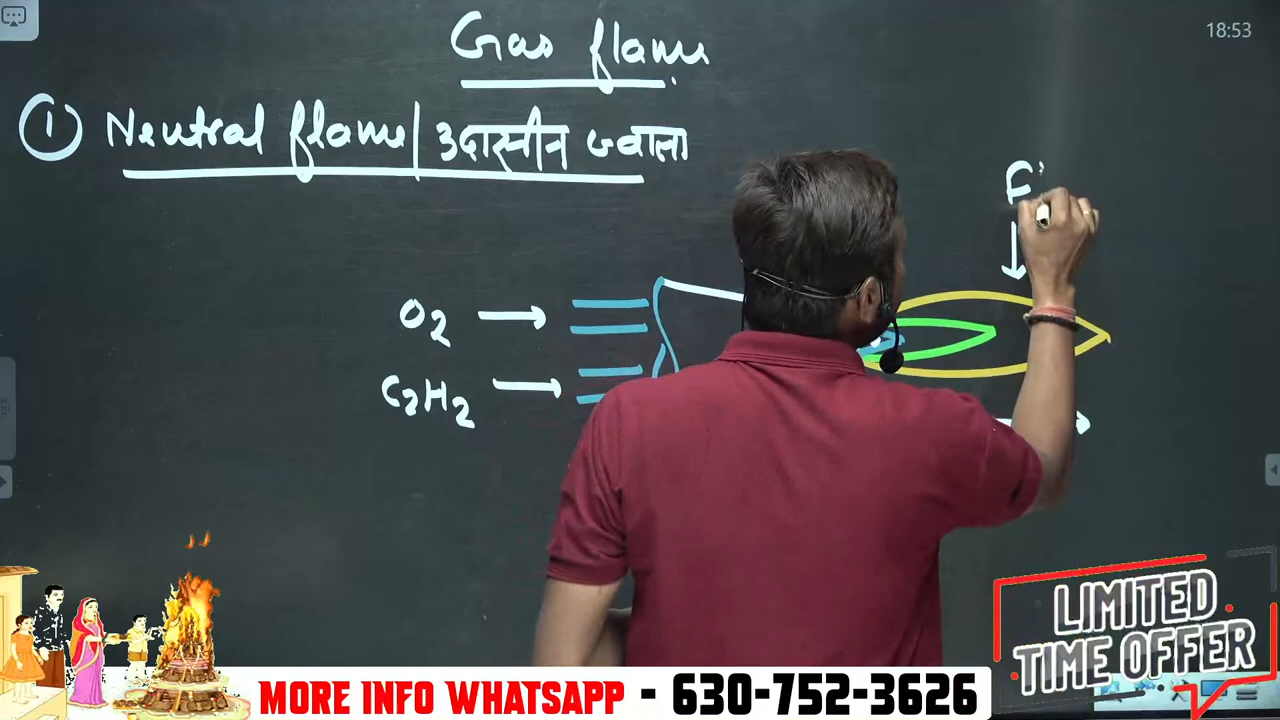 Gas flame
18:53
① Neutral flame / उदासीन ज्वाला
Fi
O2 →
C2H2 →
LIMITED
TIME OFFER
MORE INFO WHATSAPP - 630-752-3626